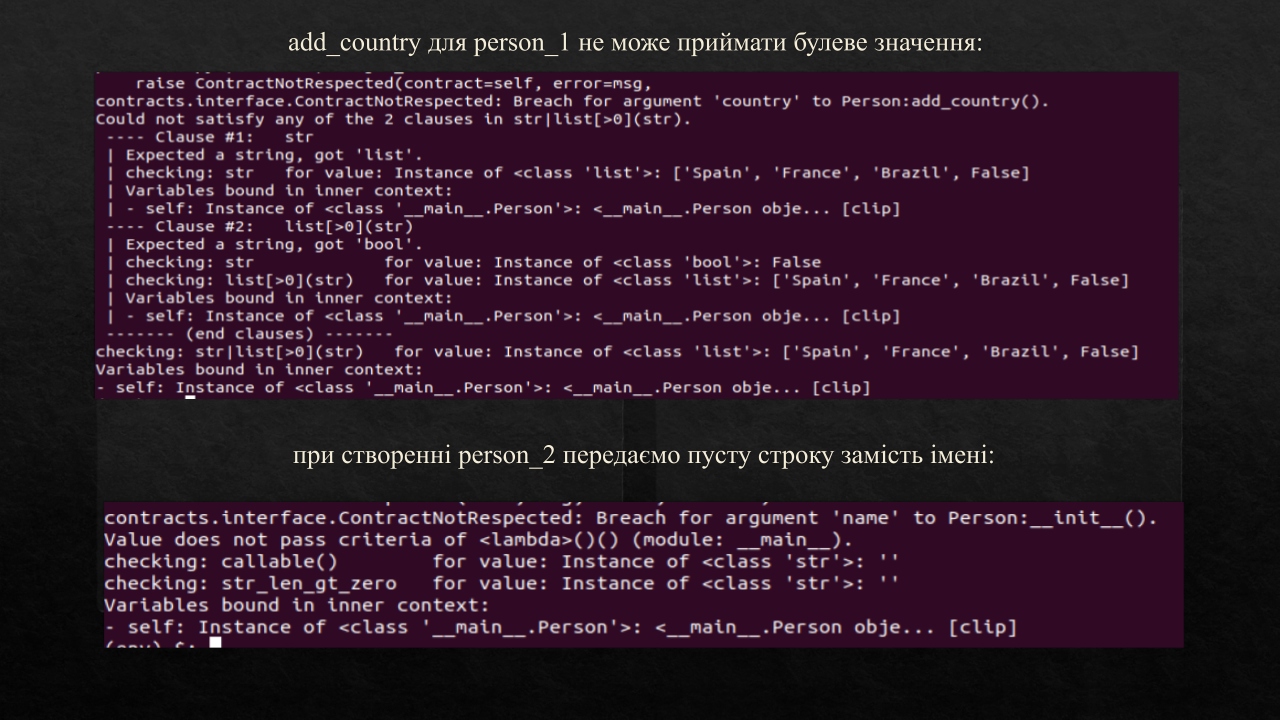 add_country для person_1 не може приймати булеве значення:
raise ContractNotRespected(contract=self, error=msg,
contracts.interface.ContractNotRespected: Breach for argument 'country' to Person:add_country().
Could not satisfy any of the 2 clauses in str|list[>0](str).
---- Clause #1:   str
| Expected a string, got 'list'.
| checking: str   for value: Instance of <class 'list'>: ['Spain', 'France', 'Brazil', False]
| Variables bound in inner context:
| - self: Instance of <class '__main__.Person'>: <__main__.Person obje... [clip]
---- Clause #2:   list[>0](str)
| Expected a string, got 'bool'.
| checking: str             for value: Instance of <class 'bool'>: False
| checking: list[>0](str)   for value: Instance of <class 'list'>: ['Spain', 'France', 'Brazil', False]
| Variables bound in inner context:
| - self: Instance of <class '__main__.Person'>: <__main__.Person obje... [clip]
------- (end clauses) -------
checking: str|list[>0](str)   for value: Instance of <class 'list'>: ['Spain', 'France', 'Brazil', False]
Variables bound in inner context:
- self: Instance of <class '__main__.Person'>: <__main__.Person obje... [clip]
при створенні person_2 передаємо пусту строку замість імені:
contracts.interface.ContractNotRespected: Breach for argument 'name' to Person:__init__().
Value does not pass criteria of <lambda>()() (module: __main__).
checking: callable()        for value: Instance of <class 'str'>: ''
checking: str_len_gt_zero   for value: Instance of <class 'str'>: ''
Variables bound in inner context:
- self: Instance of <class '__main__.Person'>: <__main__.Person obje... [clip]